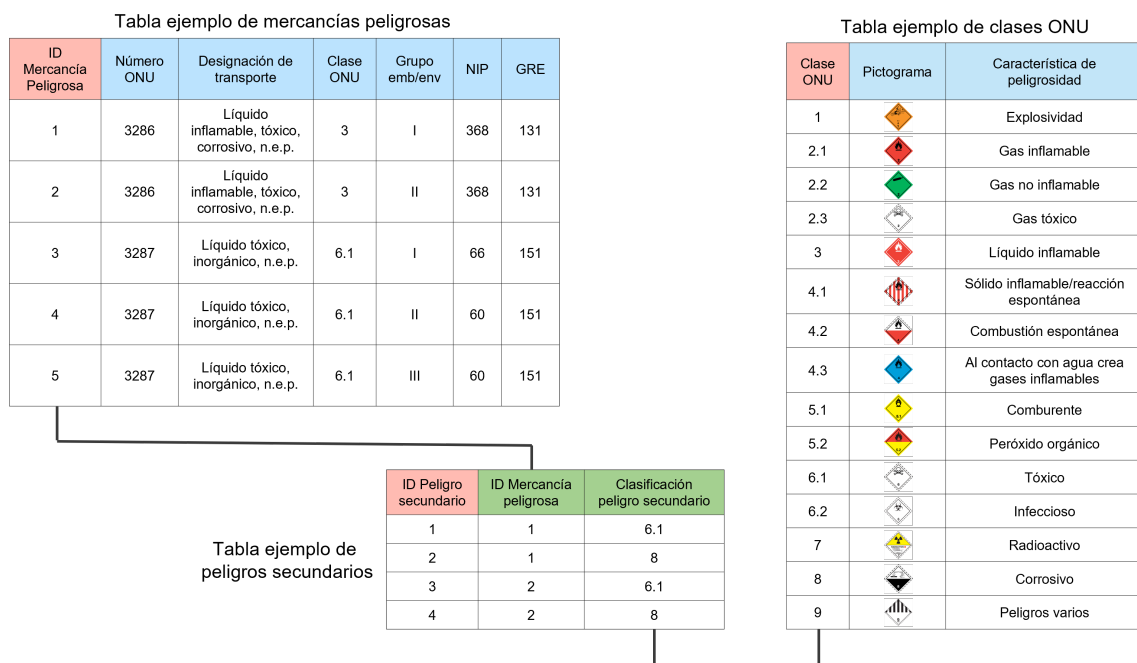 Tabla ejemplo de mercancías peligrosas
ID Mercancía Peligrosa | Número ONU | Designación de transporte | Clase ONU | Grupo emb/env | NIP | GRE
1 | 3286 | Líquido inflamable, tóxico, corrosivo, n.e.p. | 3 | I | 368 | 131
2 | 3286 | Líquido inflamable, tóxico, corrosivo, n.e.p. | 3 | II | 368 | 131
3 | 3287 | Líquido tóxico, inorgánico, n.e.p. | 6.1 | I | 66 | 151
4 | 3287 | Líquido tóxico, inorgánico, n.e.p. | 6.1 | II | 60 | 151
5 | 3287 | Líquido tóxico, inorgánico, n.e.p. | 6.1 | III | 60 | 151
Tabla ejemplo de peligros secundarios
ID Peligro secundario | ID Mercancía peligrosa | Clasificación peligro secundario
1 | 1 | 6.1
2 | 1 | 8
3 | 2 | 6.1
4 | 2 | 8
Tabla ejemplo de clases ONU
Clase ONU | Pictograma | Característica de peligrosidad
1 | Explosividad
2.1 | Gas inflamable
2.2 | Gas no inflamable
2.3 | Gas tóxico
3 | Líquido inflamable
4.1 | Sólido inflamable/reacción espontánea
4.2 | Combustión espontánea
4.3 | Al contacto con agua crea gases inflamables
5.1 | Comburente
5.2 | Peróxido orgánico
6.1 | Tóxico
6.2 | Infeccioso
7 | Radioactivo
8 | Corrosivo
9 | Peligros varios